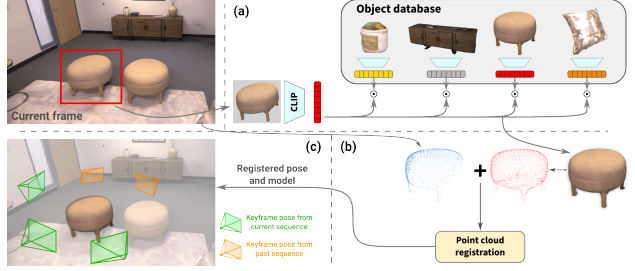 (a)
Object database
CLIP
Current frame
(c)
(b)
Registered pose
and model
Keyframe pose from
current sequence
Keyframe pose from
past sequence
Point cloud
registration